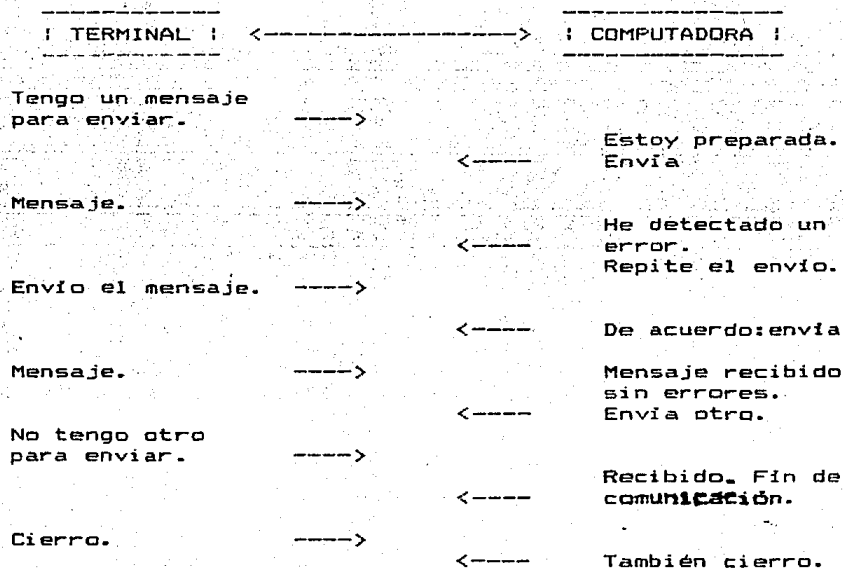 | TERMINAL | <------------------> | COMPUTADORA |
Tengo un mensaje
para enviar. ---->
Estoy preparada.
<---- Envía
Mensaje. ---->
He detectado un
<---- error.
Repite el envío.
Envío el mensaje. ---->
<---- De acuerdo:envía
Mensaje. ----> Mensaje recibido
sin errores.
<---- Envía otro.
No tengo otro
para enviar. ---->
Recibido. Fin de
<---- comunicación.
Cierro. ---->
<---- También cierro.